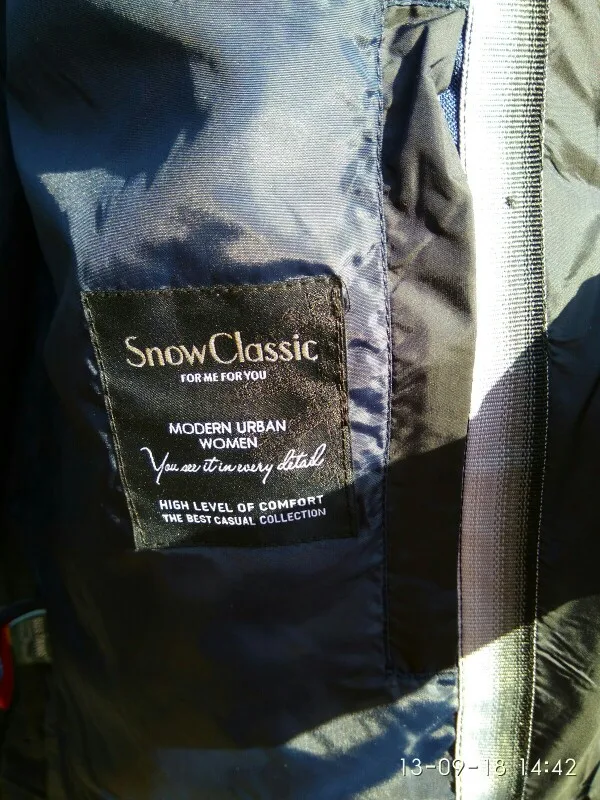 SnowClassic
FOR ME FOR YOU
MODERN URBAN
WOMEN
You see it in every detail
HIGH LEVEL OF COMFORT
THE BEST CASUAL COLLECTION
13-09-18 14:42